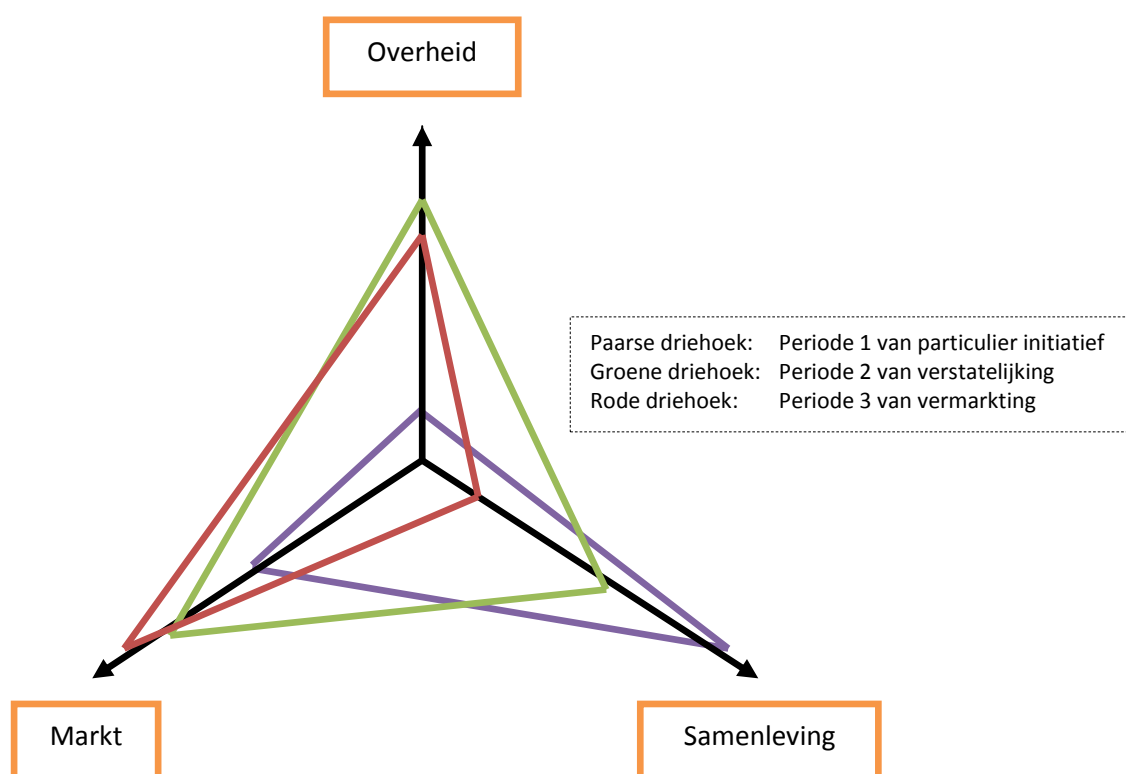 Overheid
Paarse driehoek: Periode 1 van particulier initiatief
Groene driehoek: Periode 2 van verstatelijking
Rode driehoek: Periode 3 van vermarkting
Markt
Samenleving